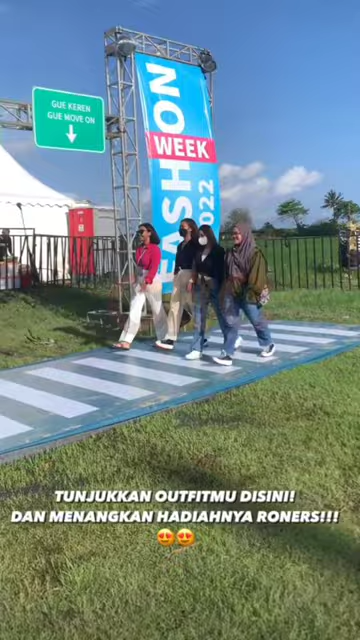 GUE KEREN
GUE MOVE ON
FASHION
WEEK
2022
TUNJUKKAN OUTFITMU DISINI!
DAN MENANGKAN HADIAHNYA RONERS!!!
😍😍